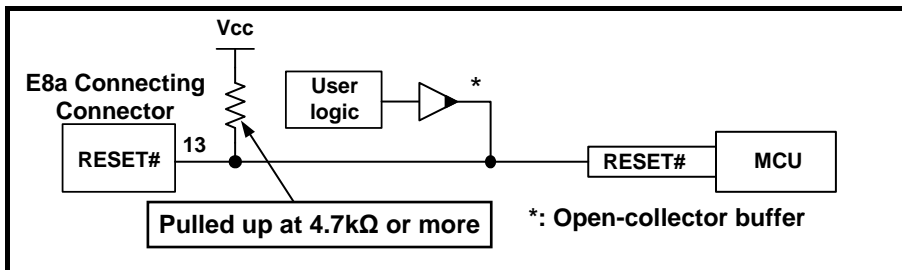 Vcc
E8a Connecting
Connector
User
logic
*
RESET#
13
RESET#
MCU
Pulled up at 4.7kΩ or more
*: Open-collector buffer